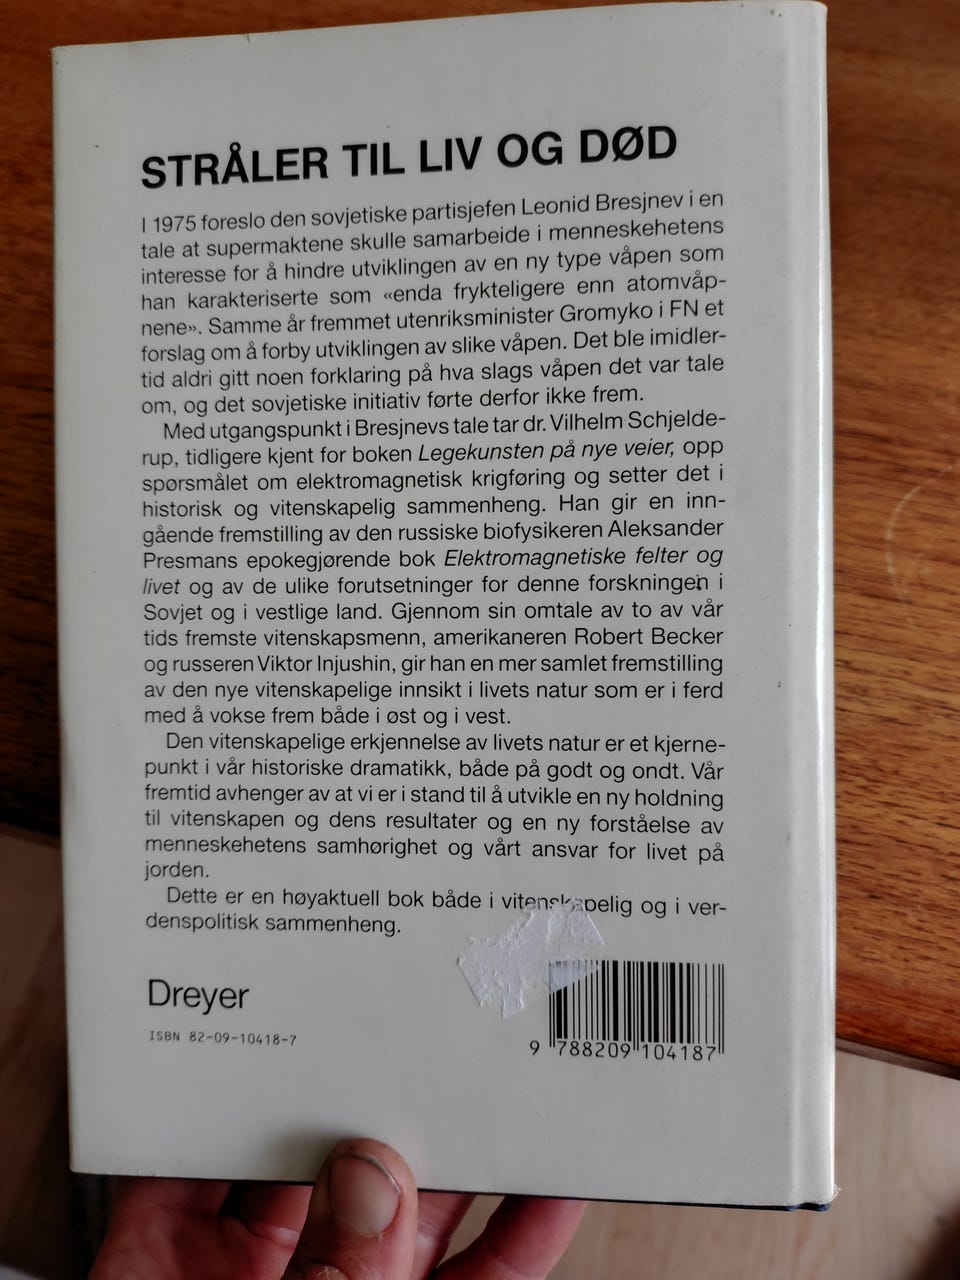 STRÅLER TIL LIV OG DØD
I 1975 foreslo den sovjetiske partisjefen Leonid Bresjnev i en
tale at supermaktene skulle samarbeide i menneskehetens
interesse for å hindre utviklingen av en ny type våpen som
han karakteriserte som «enda frykteligere enn atomvåp-
nene». Samme år fremmet utenriksminister Gromyko i FN et
forslag om å forby utviklingen av slike våpen. Det ble imidler-
tid aldri gitt noen forklaring på hva slags våpen det var tale
om, og det sovjetiske initiativ førte derfor ikke frem.
Med utgangspunkt i Bresjnevs tale tar dr. Vilhelm Schjelde-
rup, tidligere kjent for boken Legekunsten på nye veier, opp
spørsmålet om elektromagnetisk krigføring og setter det i
historisk og vitenskapelig sammenheng. Han gir en inn-
gående fremstilling av den russiske biofysikeren Aleksander
Presmans epokegjørende bok Elektromagnetiske felter og
livet og av de ulike forutsetninger for denne forskningen i
Sovjet og i vestlige land. Gjennom sin omtale av to av vår
tids fremste vitenskapsmenn, amerikaneren Robert Becker
og russeren Viktor Injushin, gir han en mer samlet fremstilling
av den nye vitenskapelige innsikt i livets natur som er i ferd
med å vokse frem både i øst og i vest.
Den vitenskapelige erkjennelse av livets natur er et kjerne-
punkt i vår historiske dramatikk, både på godt og ondt. Vår
fremtid avhenger av at vi er i stand til å utvikle en ny holdning
til vitenskapen og dens resultater og en ny forståelse av
menneskehetens samhørighet og vårt ansvar for livet på
jorden.
Dette er en høyaktuell bok både i vitenskapelig og i ver-
denspolitisk sammenheng.
Dreyer
ISBN 82-09-10418-7
9 788209 104187